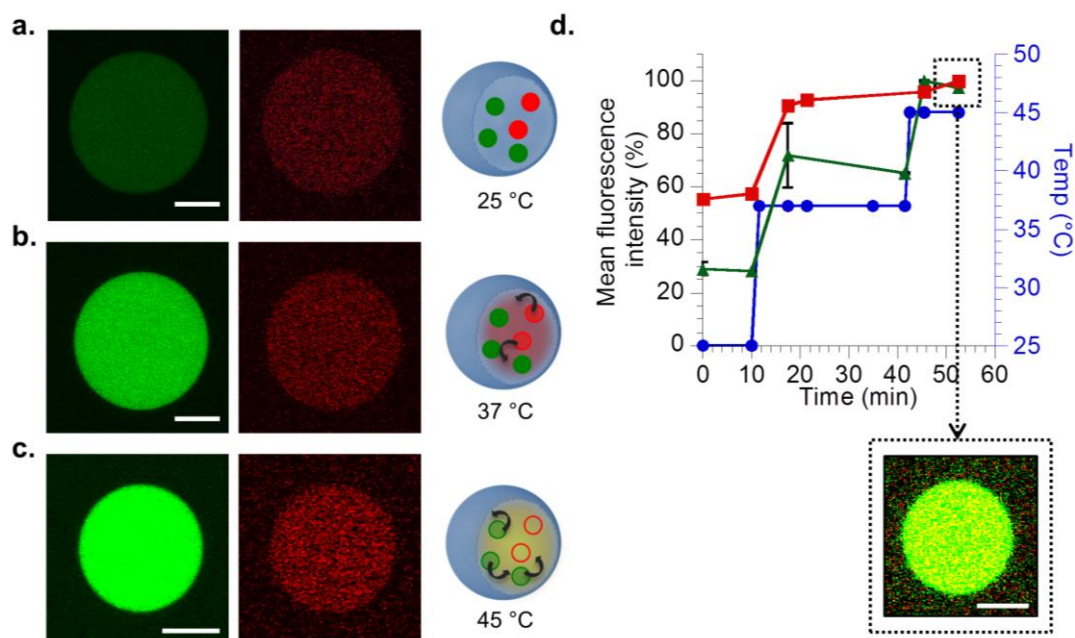 a.
25 °C
b.
37 °C
c.
45 °C
d.
Mean fluorescence
intensity (%)
100
80
60
40
20
0
0 10 20 30 40 50 60
Time (min)
50
45
40
35
30
25
Temp (°C)